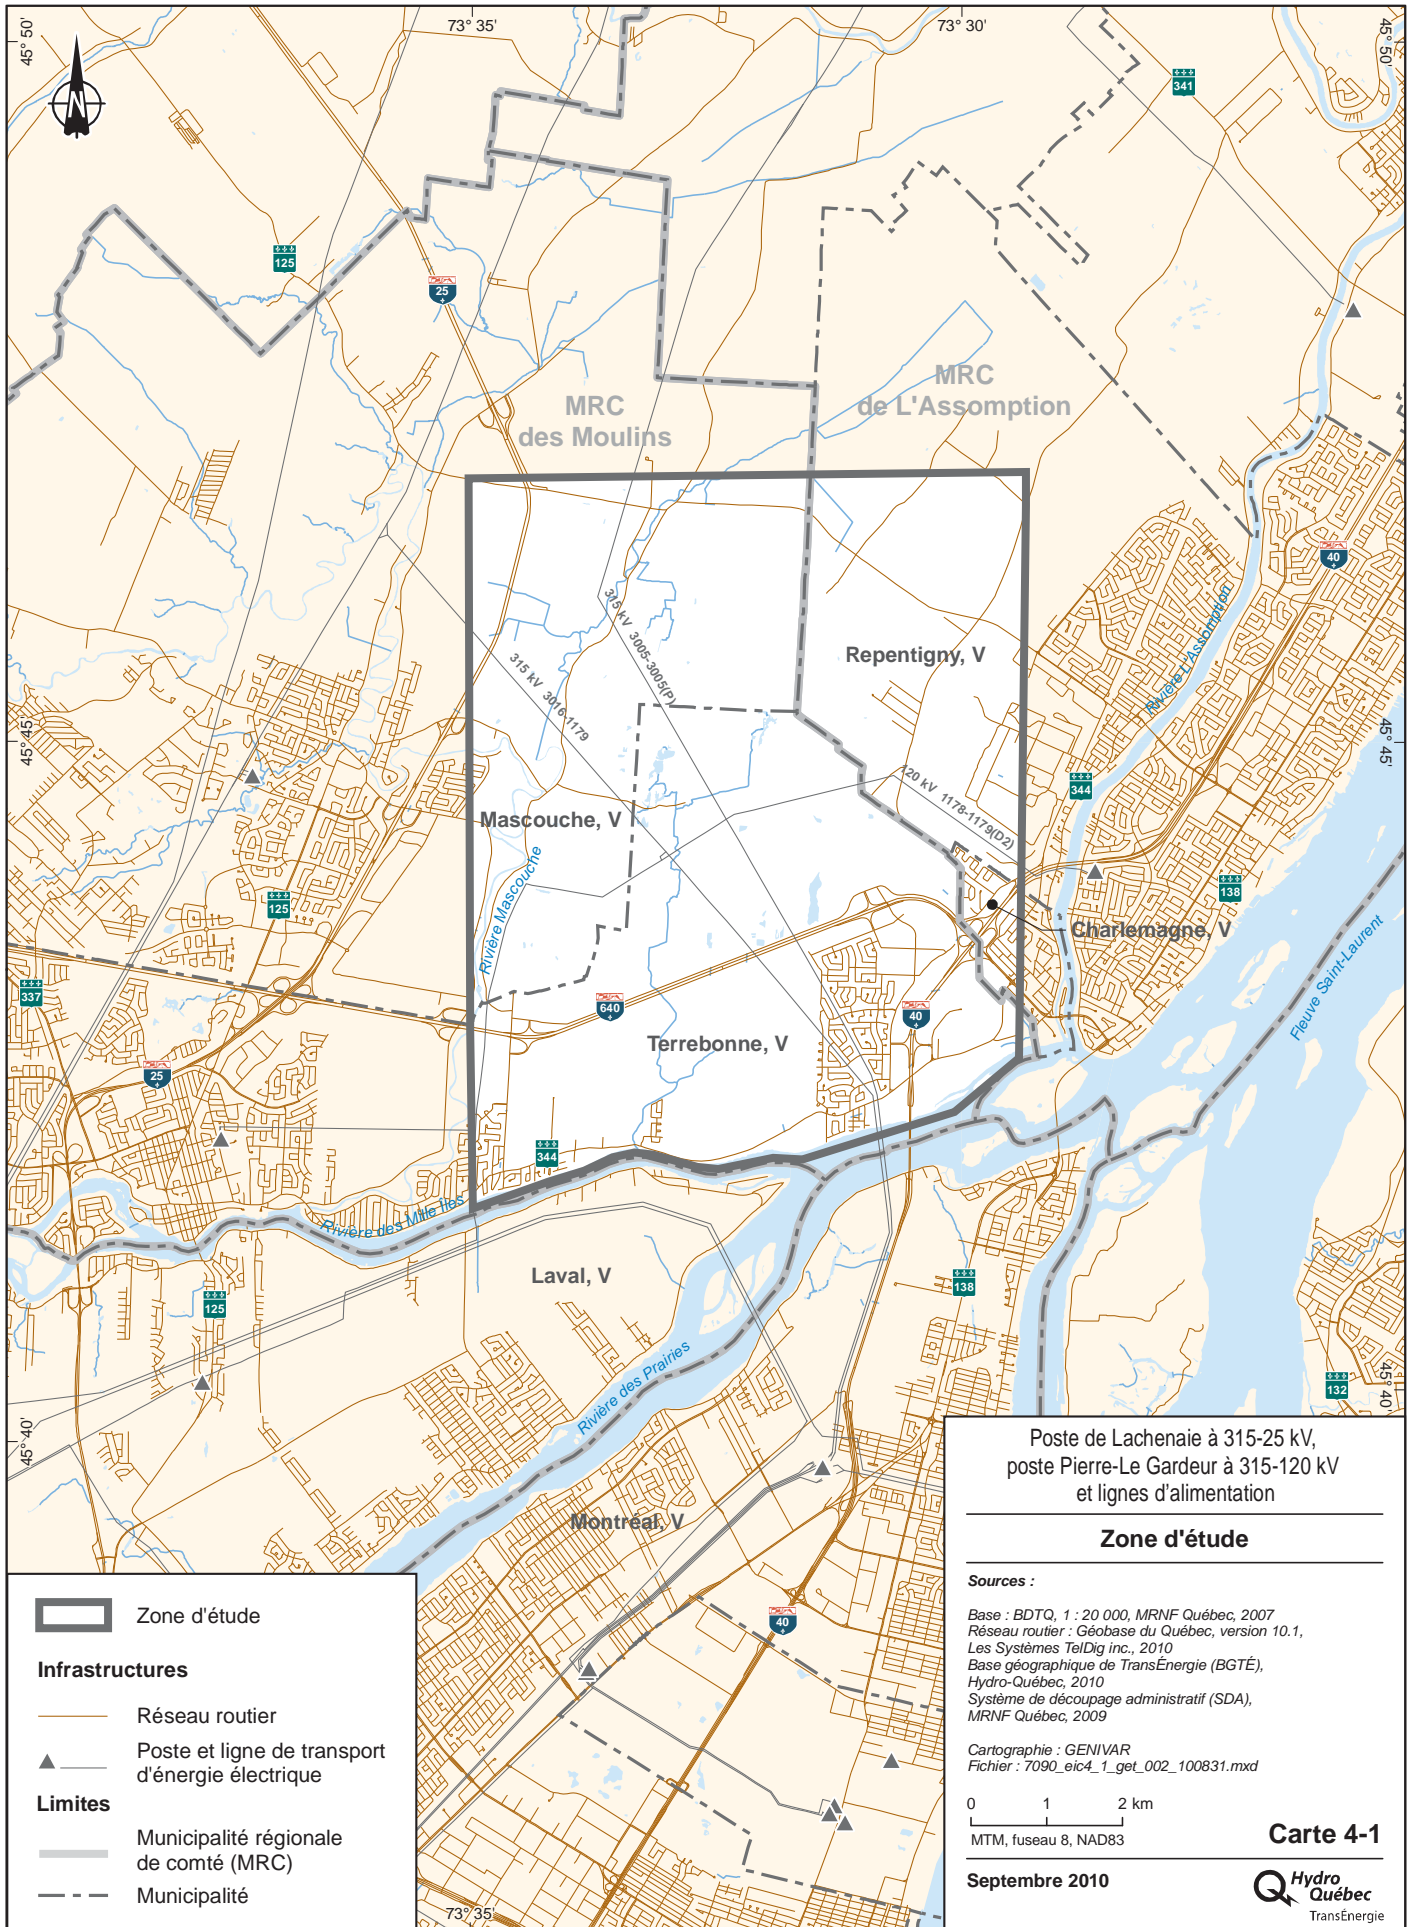 73° 35'
73° 30'
45° 50'
45° 50'
N
341
125
25
MRC
des Moulins
MRC
de L'Assomption
40
315 kV 3005-3005(P)
315 kV 3016-1179
Repentigny, V
Rivière L'Assomption
45° 45'
45° 45'
344
120 kV 1178-1179(D2)
Mascouche, V
Rivière Mascouche
125
138
Charlemagne, V
Fleuve Saint-Laurent
337
640
40
Terrebonne, V
25
344
Rivière des Mille Îles
Laval, V
138
125
Rivière des Prairies
132
45° 40'
45° 40'
Montréal, V
40
73° 35'
Zone d'étude
Infrastructures
Réseau routier
Poste et ligne de transport
d'énergie électrique
Limites
Municipalité régionale
de comté (MRC)
Municipalité
Poste de Lachenaie à 315-25 kV,
poste Pierre-Le Gardeur à 315-120 kV
et lignes d'alimentation
Zone d'étude
Sources :
Base : BDTQ, 1 : 20 000, MRNF Québec, 2007
Réseau routier : Géobase du Québec, version 10.1,
Les Systèmes TelDig inc., 2010
Base géographique de TransÉnergie (BGTÉ),
Hydro-Québec, 2010
Système de découpage administratif (SDA),
MRNF Québec, 2009
Cartographie : GENIVAR
Fichier : 7090_eic4_1_get_002_100831.mxd
0 1 2 km
MTM, fuseau 8, NAD83
Carte 4-1
Septembre 2010
Hydro
Québec
TransÉnergie